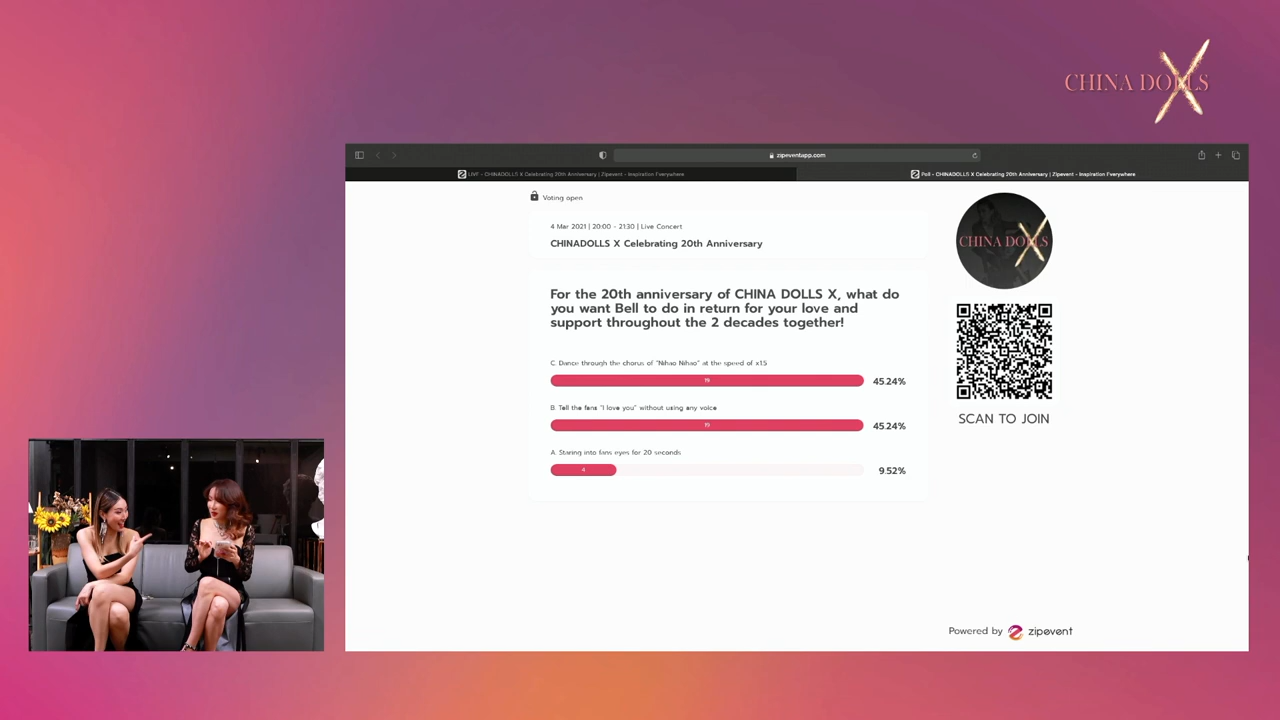 CHINA DOLLS X
zipeventapp.com
LIVE - CHINADOLLS X Celebrating 20th Anniversary | Zipevent - Inspiration Everywhere
Poll - CHINADOLLS X Celebrating 20th Anniversary | Zipevent - Inspiration Everywhere
Voting open
4 Mar 2021 | 20:00 - 21:30 | Live Concert
CHINADOLLS X Celebrating 20th Anniversary
CHINA DOLLS X
For the 20th anniversary of CHINA DOLLS X, what do
you want Bell to do in return for your love and
support throughout the 2 decades together!
C. Dance through the chorus of "Nihao Nihao" at the speed of x1.5
19
45.24%
B. Tell the fans "I love you" without using any voice
19
45.24%
A. Staring into fans eyes for 20 seconds
4
9.52%
SCAN TO JOIN
Powered by zipevent